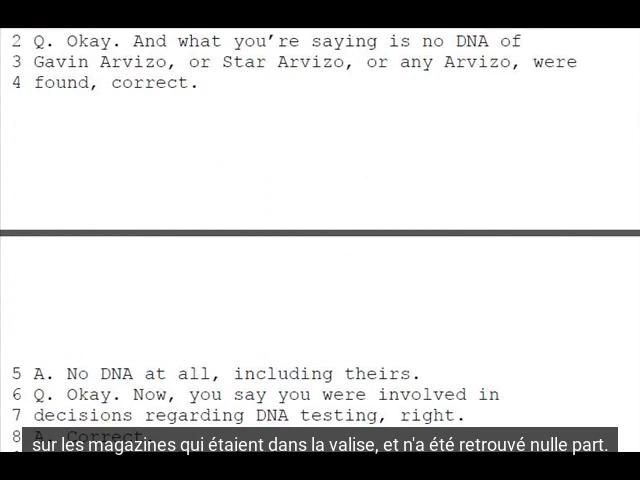 2 Q. Okay. And what you’re saying is no DNA of
3 Gavin Arvizo, or Star Arvizo, or any Arvizo, were
4 found, correct.
5 A. No DNA at all, including theirs.
6 Q. Okay. Now, you say you were involved in
7 decisions regarding DNA testing, right.
8 A. Correct.
sur les magazines qui étaient dans la valise, et n'a été retrouvé nulle part.